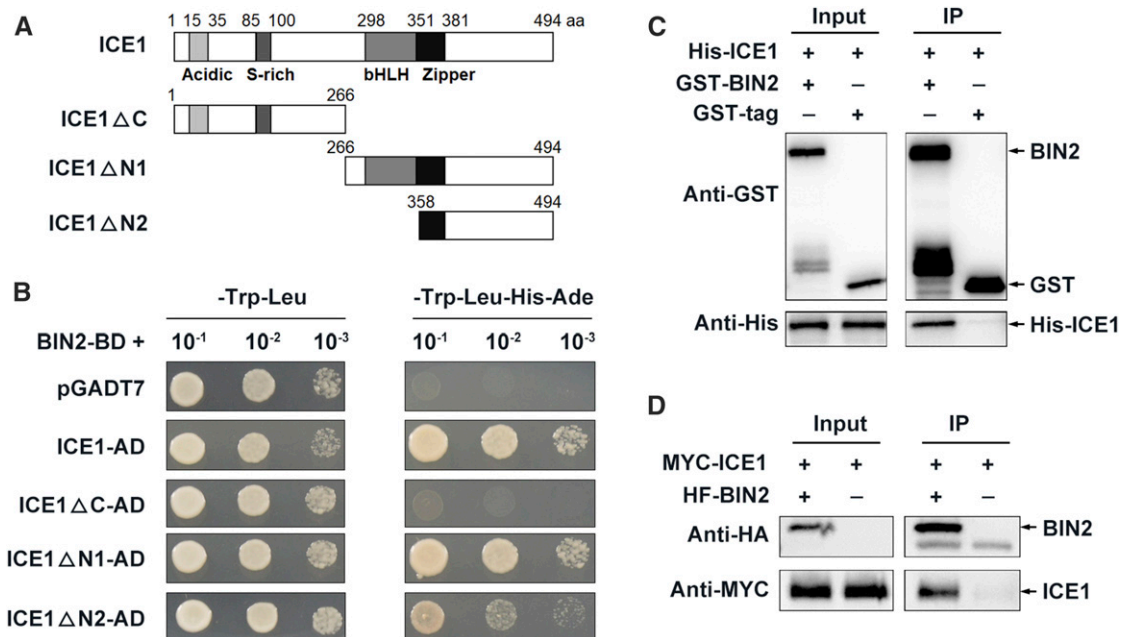 A
1 15 35 85 100 298 351 381 494 aa
ICE1
Acidic S-rich bHLH Zipper
1 266
ICE1△C
266 494
ICE1△N1
358 494
ICE1△N2
B
-Trp-Leu -Trp-Leu-His-Ade
BIN2-BD + 10-1 10-2 10-3 10-1 10-2 10-3
pGADT7
ICE1-AD
ICE1△C-AD
ICE1△N1-AD
ICE1△N2-AD
C
Input IP
His-ICE1 + + + +
GST-BIN2 + − + −
GST-tag − + − +
Anti-GST
BIN2
GST
Anti-His His-ICE1
D
Input IP
MYC-ICE1 + + + +
HF-BIN2 + − + −
Anti-HA BIN2
Anti-MYC ICE1